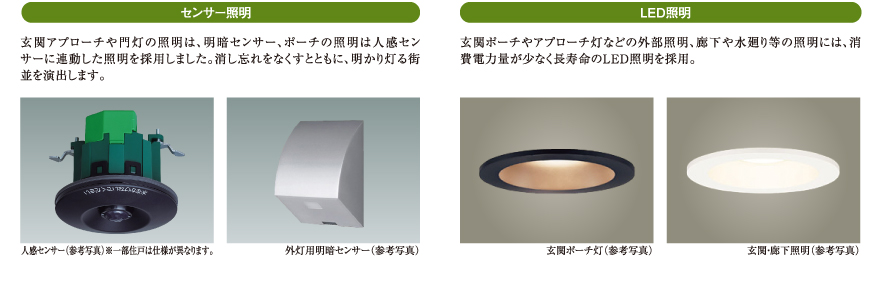 センサー照明
玄関アプローチや門灯の照明は、明暗センサー、ポーチの照明は人感セン
サーに連動した照明を採用しました。消し忘れをなくすとともに、明かり灯る街
並を演出します。
人感センサー（参考写真）※一部住戸は仕様が異なります。
外灯用明暗センサー（参考写真）
LED照明
玄関ポーチやアプローチ灯などの外部照明、廊下や水廻り等の照明には、消
費電力量が少なく長寿命のLED照明を採用。
玄関ポーチ灯（参考写真）
玄関・廊下照明（参考写真）